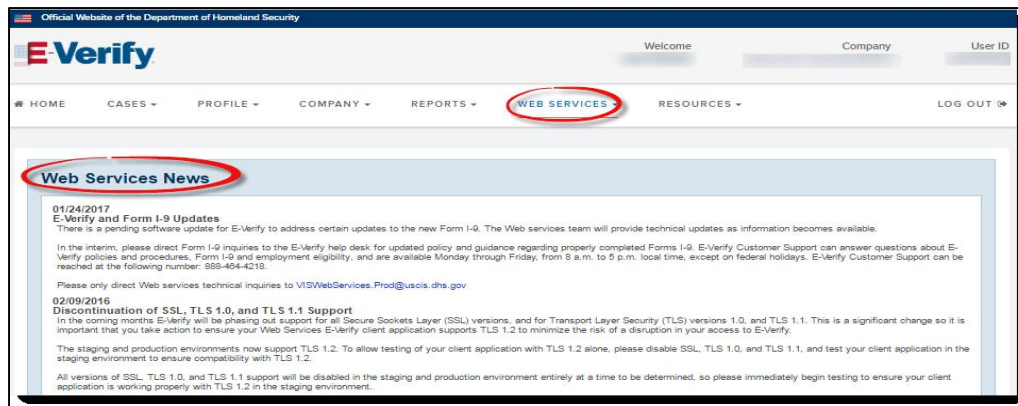 Official Website of the Department of Homeland Security
E-Verify
Welcome
Company
User ID
HOME CASES PROFILE COMPANY REPORTS WEB SERVICES RESOURCES LOG OUT
Web Services News
01/24/2017
E-Verify and Form I-9 Updates
There is a pending software update for E-Verify to address certain updates to the new Form I-9. The Web services team will provide technical updates as information becomes available.
In the interim, please direct Form I-9 inquiries to the E-Verify help desk for updated policy and guidance regarding properly completed Forms I-9. E-Verify Customer Support can answer questions about E-
Verify policies and procedures, Form I-9 and employment eligibility, and are available Monday through Friday, from 8 a.m. to 5 p.m. local time, except on federal holidays. E-Verify Customer Support can be
reached at the following number: 888-464-4218.
Please only direct Web services technical inquiries to VISWebServices.Prod@uscis.dhs.gov
02/09/2016
Discontinuation of SSL, TLS 1.0, and TLS 1.1 Support
In the coming months E-Verify will be phasing out support for all Secure Sockets Layer (SSL) versions, and for Transport Layer Security (TLS) versions 1.0, and TLS 1.1. This is a significant change so it is
important that you take action to ensure your Web Services E-Verify client application supports TLS 1.2 to minimize the risk of a disruption in your access to E-Verify.
The staging and production environments now support TLS 1.2. To allow testing of your client application with TLS 1.2 alone, please disable SSL, TLS 1.0, and TLS 1.1, and test your client application in the
staging environment to ensure compatibility with TLS 1.2.
All versions of SSL, TLS 1.0, and TLS 1.1 support will be disabled in the staging and production environment entirely at a time to be determined, so please immediately begin testing to ensure your client
application is working properly with TLS 1.2 in the staging environment.